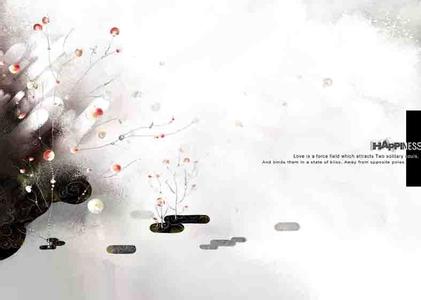 HAPPINESS
Love is a force field which attracts Two solitary souls,
And binds them in a state of bliss. Away from opposite poles